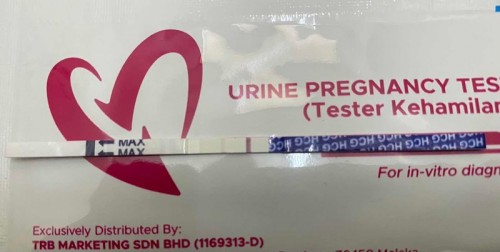 URINE PREGNANCY TES
(Tester Kehamilan
MAX
MAX
HCG HCG HCG HCG HCG HCG HCG
For in-vitro diagn
Exclusively Distributed By:
TRB MARKETING SDN BHD (1169313-D)